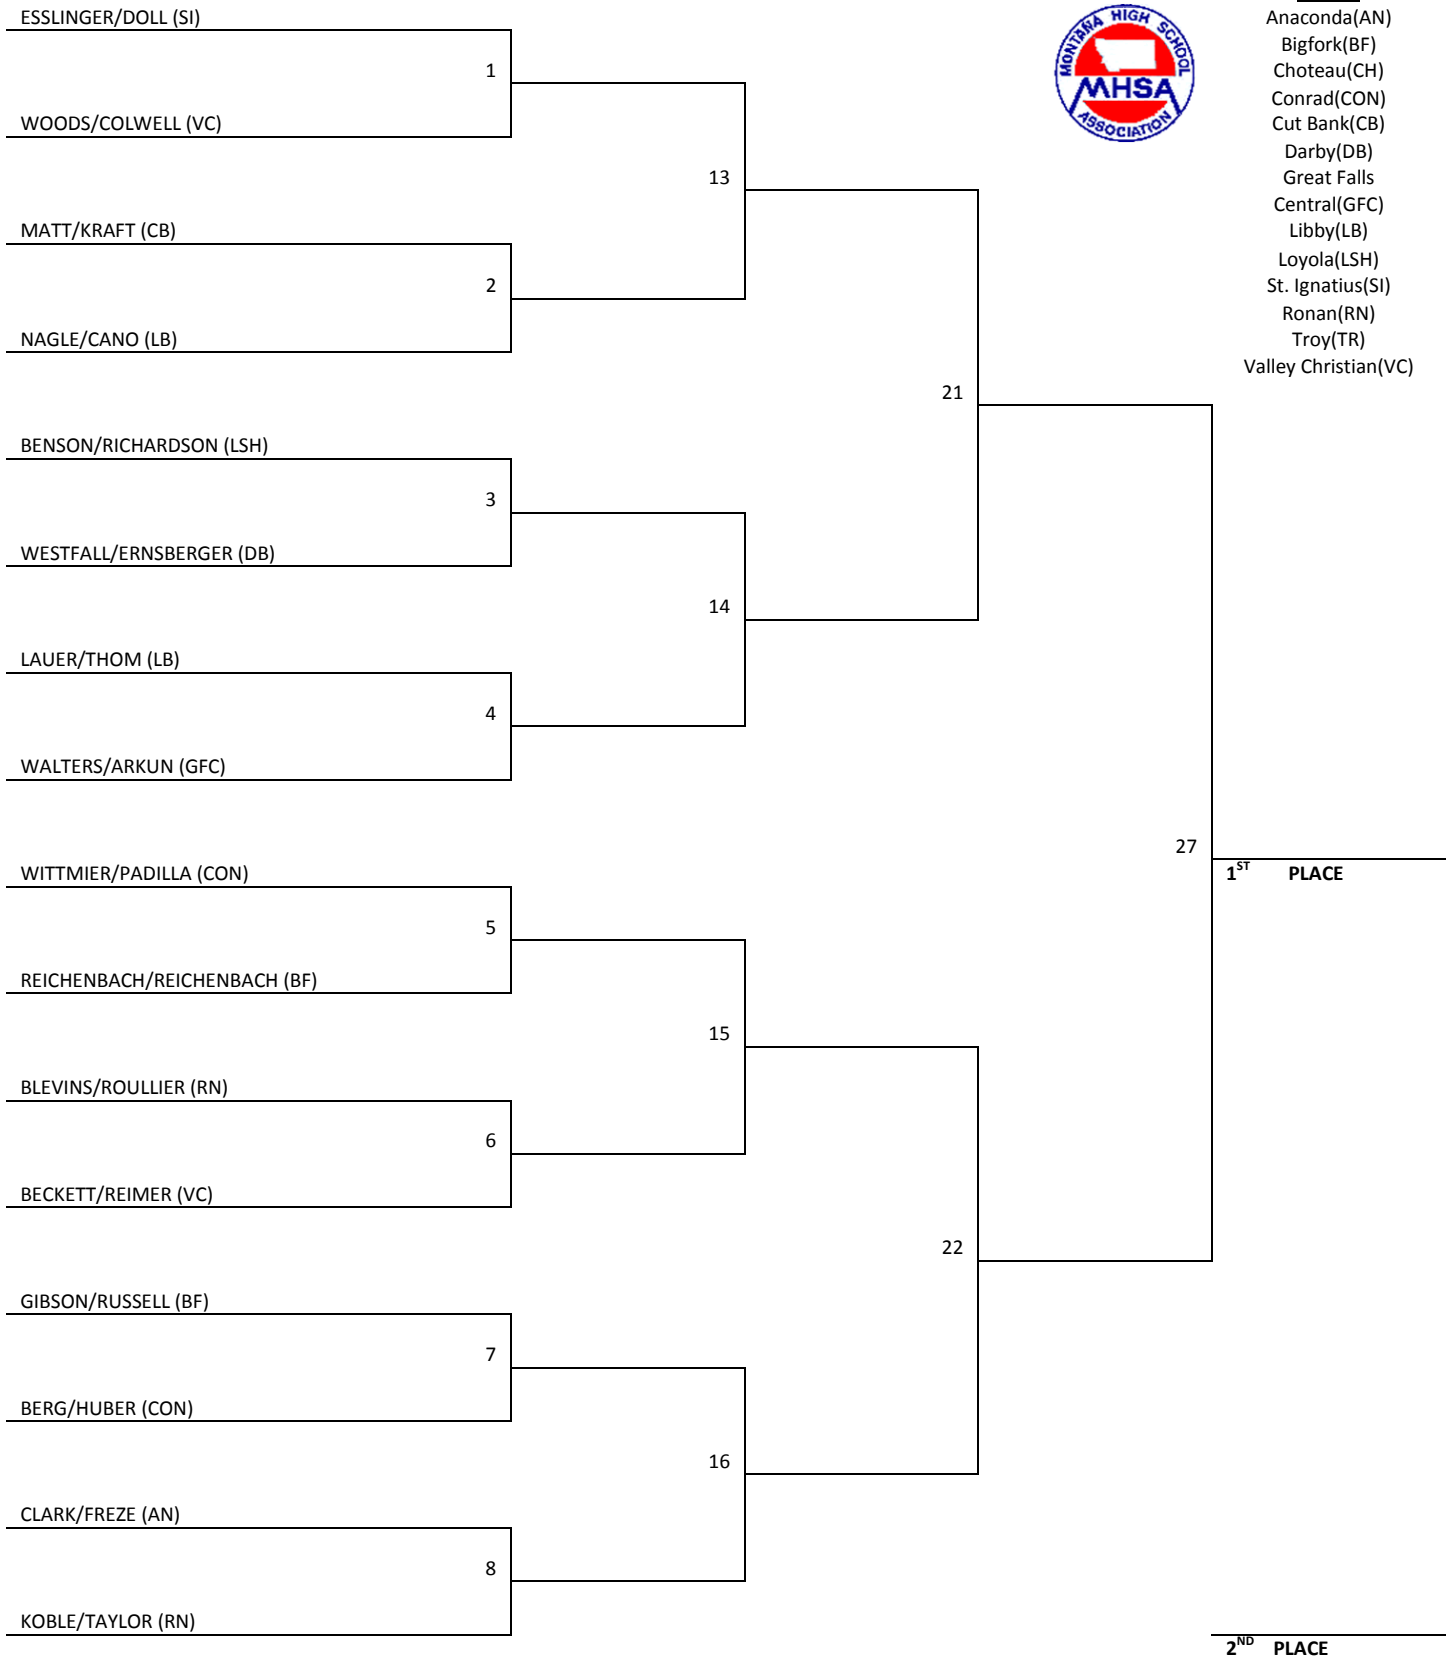 ESSLINGER/DOLL (SI)
1
WOODS/COLWELL (VC)
13
MATT/KRAFT (CB)
2
NAGLE/CANO (LB)
21
BENSON/RICHARDSON (LSH)
3
WESTFALL/ERNSBERGER (DB)
14
LAUER/THOM (LB)
4
WALTERS/ARKUN (GFC)
27
1ST PLACE
WITTMIER/PADILLA (CON)
5
REICHENBACH/REICHENBACH (BF)
15
BLEVINS/ROULLIER (RN)
6
BECKETT/REIMER (VC)
22
GIBSON/RUSSELL (BF)
7
BERG/HUBER (CON)
16
CLARK/FREZE (AN)
8
KOBLE/TAYLOR (RN)
2ND PLACE
MONTANA HIGH SCHOOL
MHSA
ASSOCIATION
Anaconda(AN)
Bigfork(BF)
Choteau(CH)
Conrad(CON)
Cut Bank(CB)
Darby(DB)
Great Falls
Central(GFC)
Libby(LB)
Loyola(LSH)
St. Ignatius(SI)
Ronan(RN)
Troy(TR)
Valley Christian(VC)